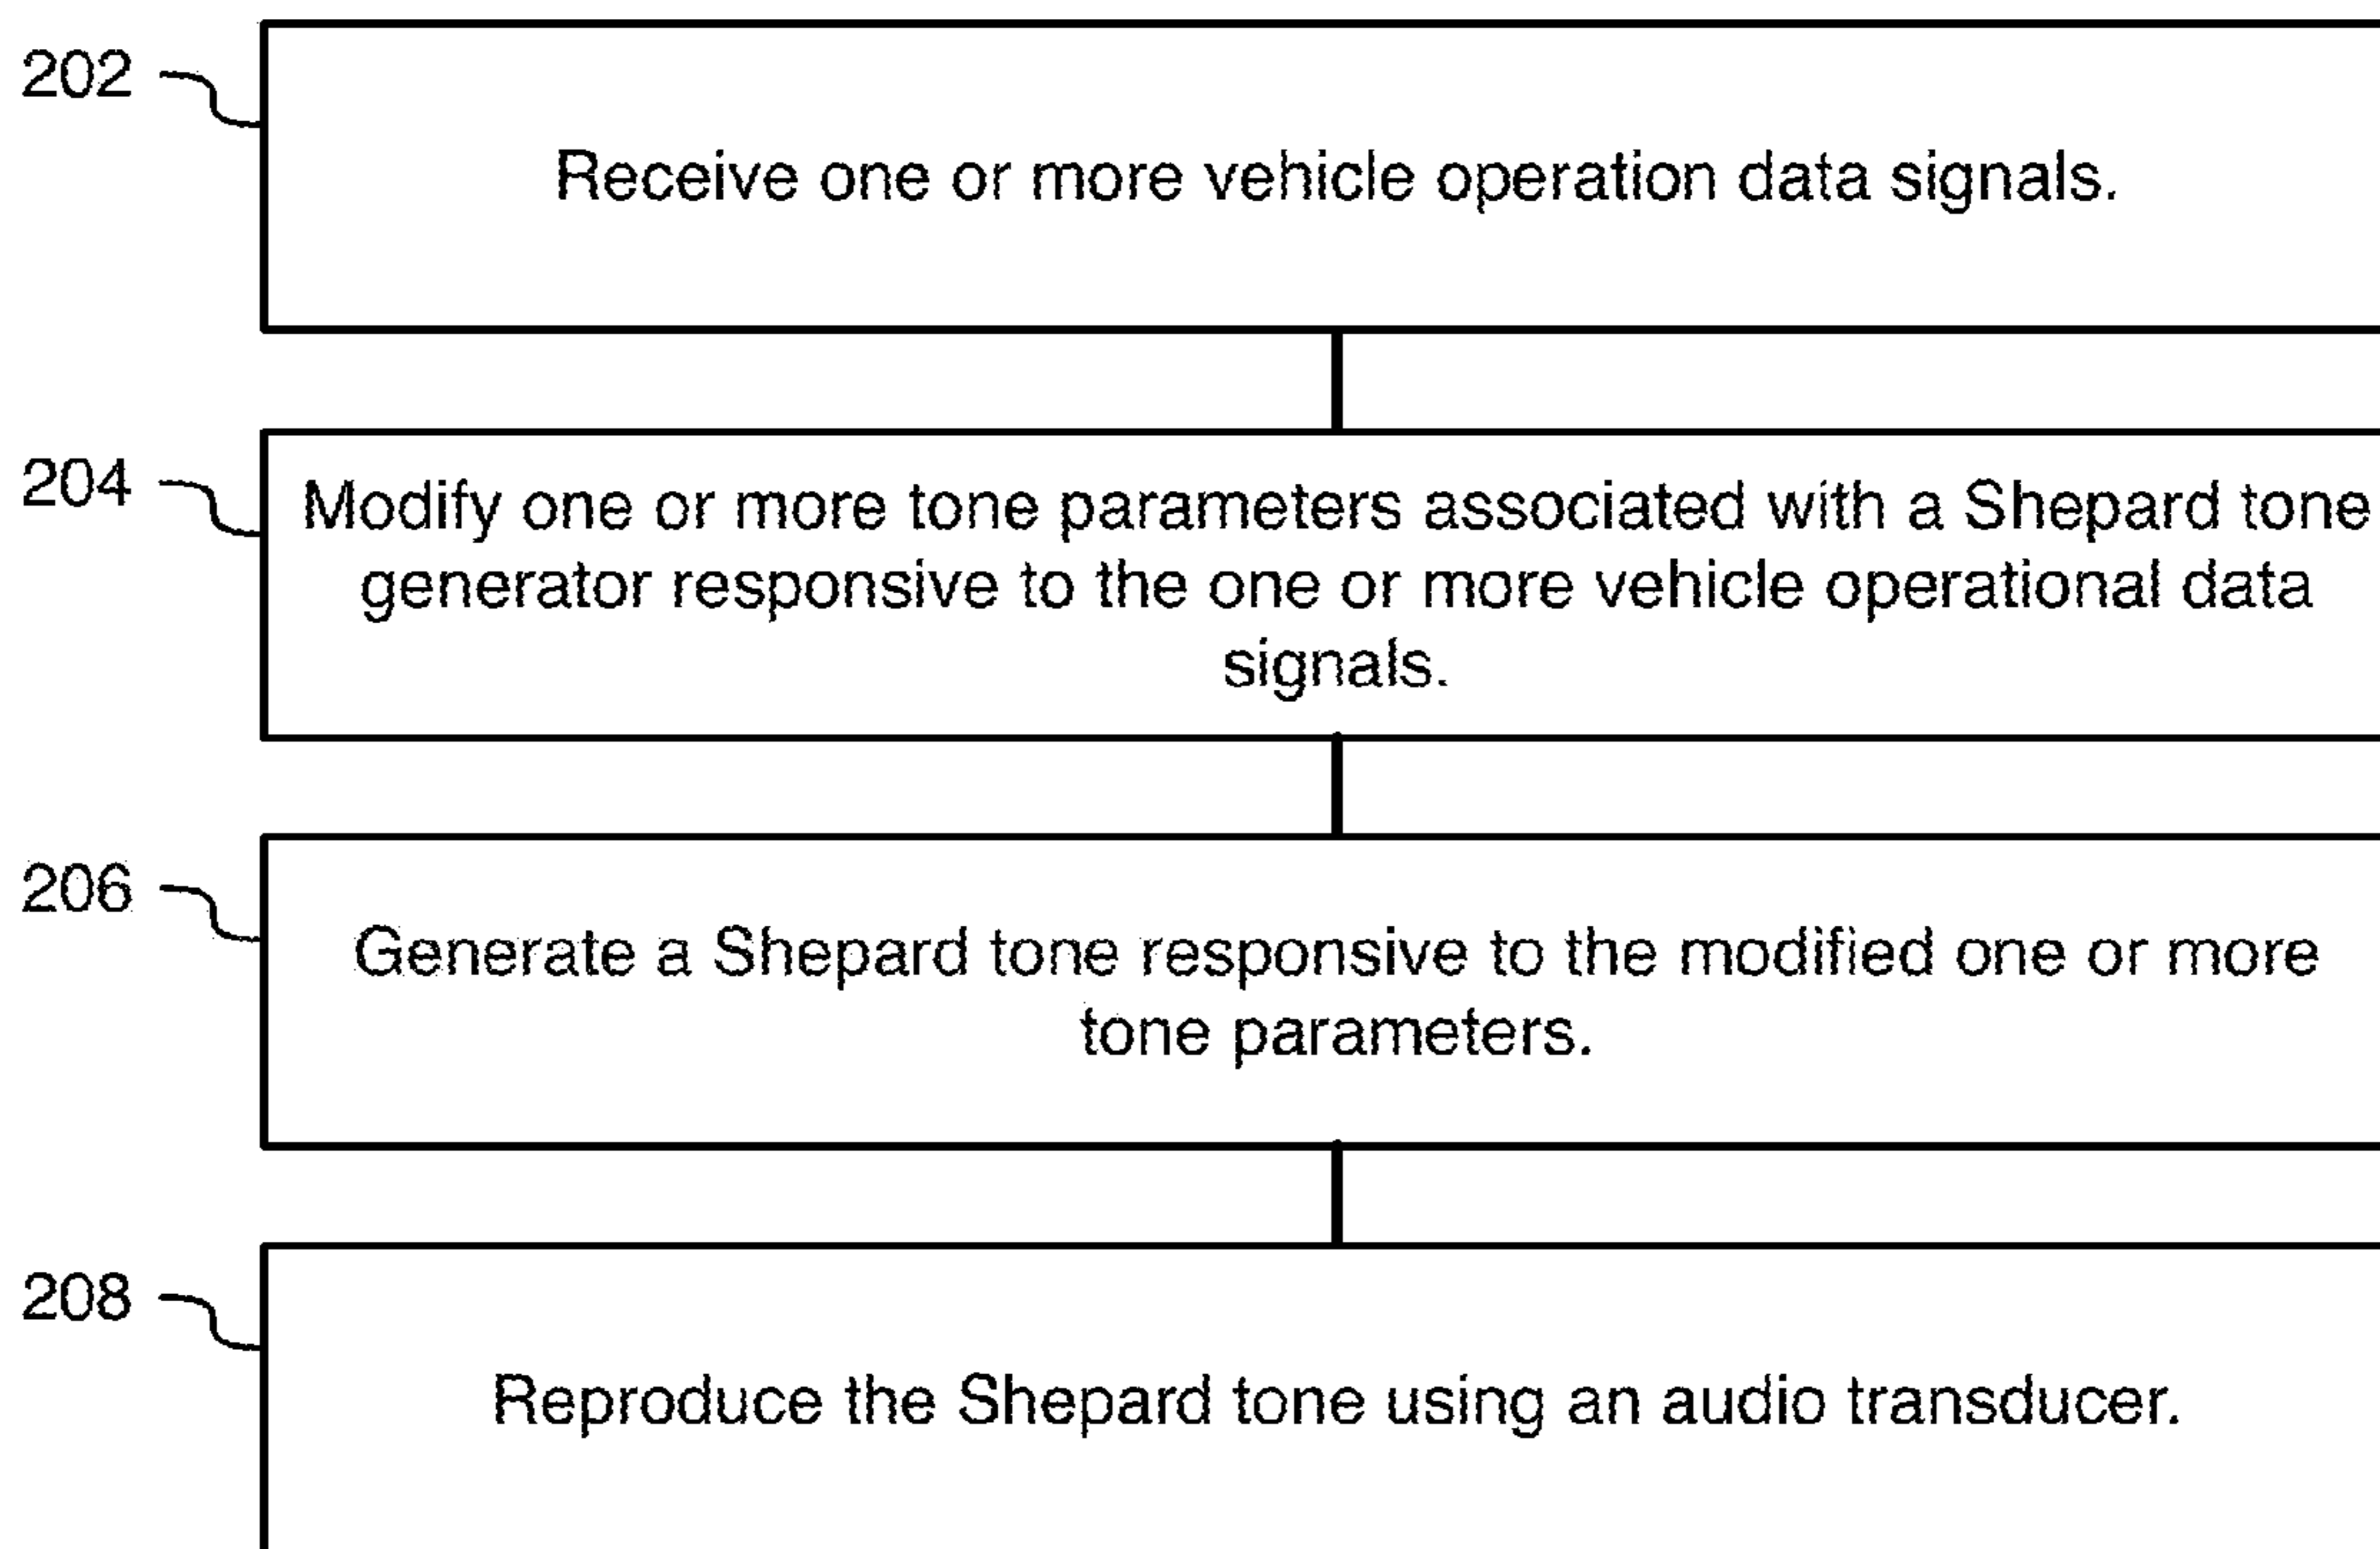 202
Receive one or more vehicle operation data signals.
204
Modify one or more tone parameters associated with a Shepard tone
generator responsive to the one or more vehicle operational data
signals.
206
Generate a Shepard tone responsive to the modified one or more
tone parameters.
208
Reproduce the Shepard tone using an audio transducer.